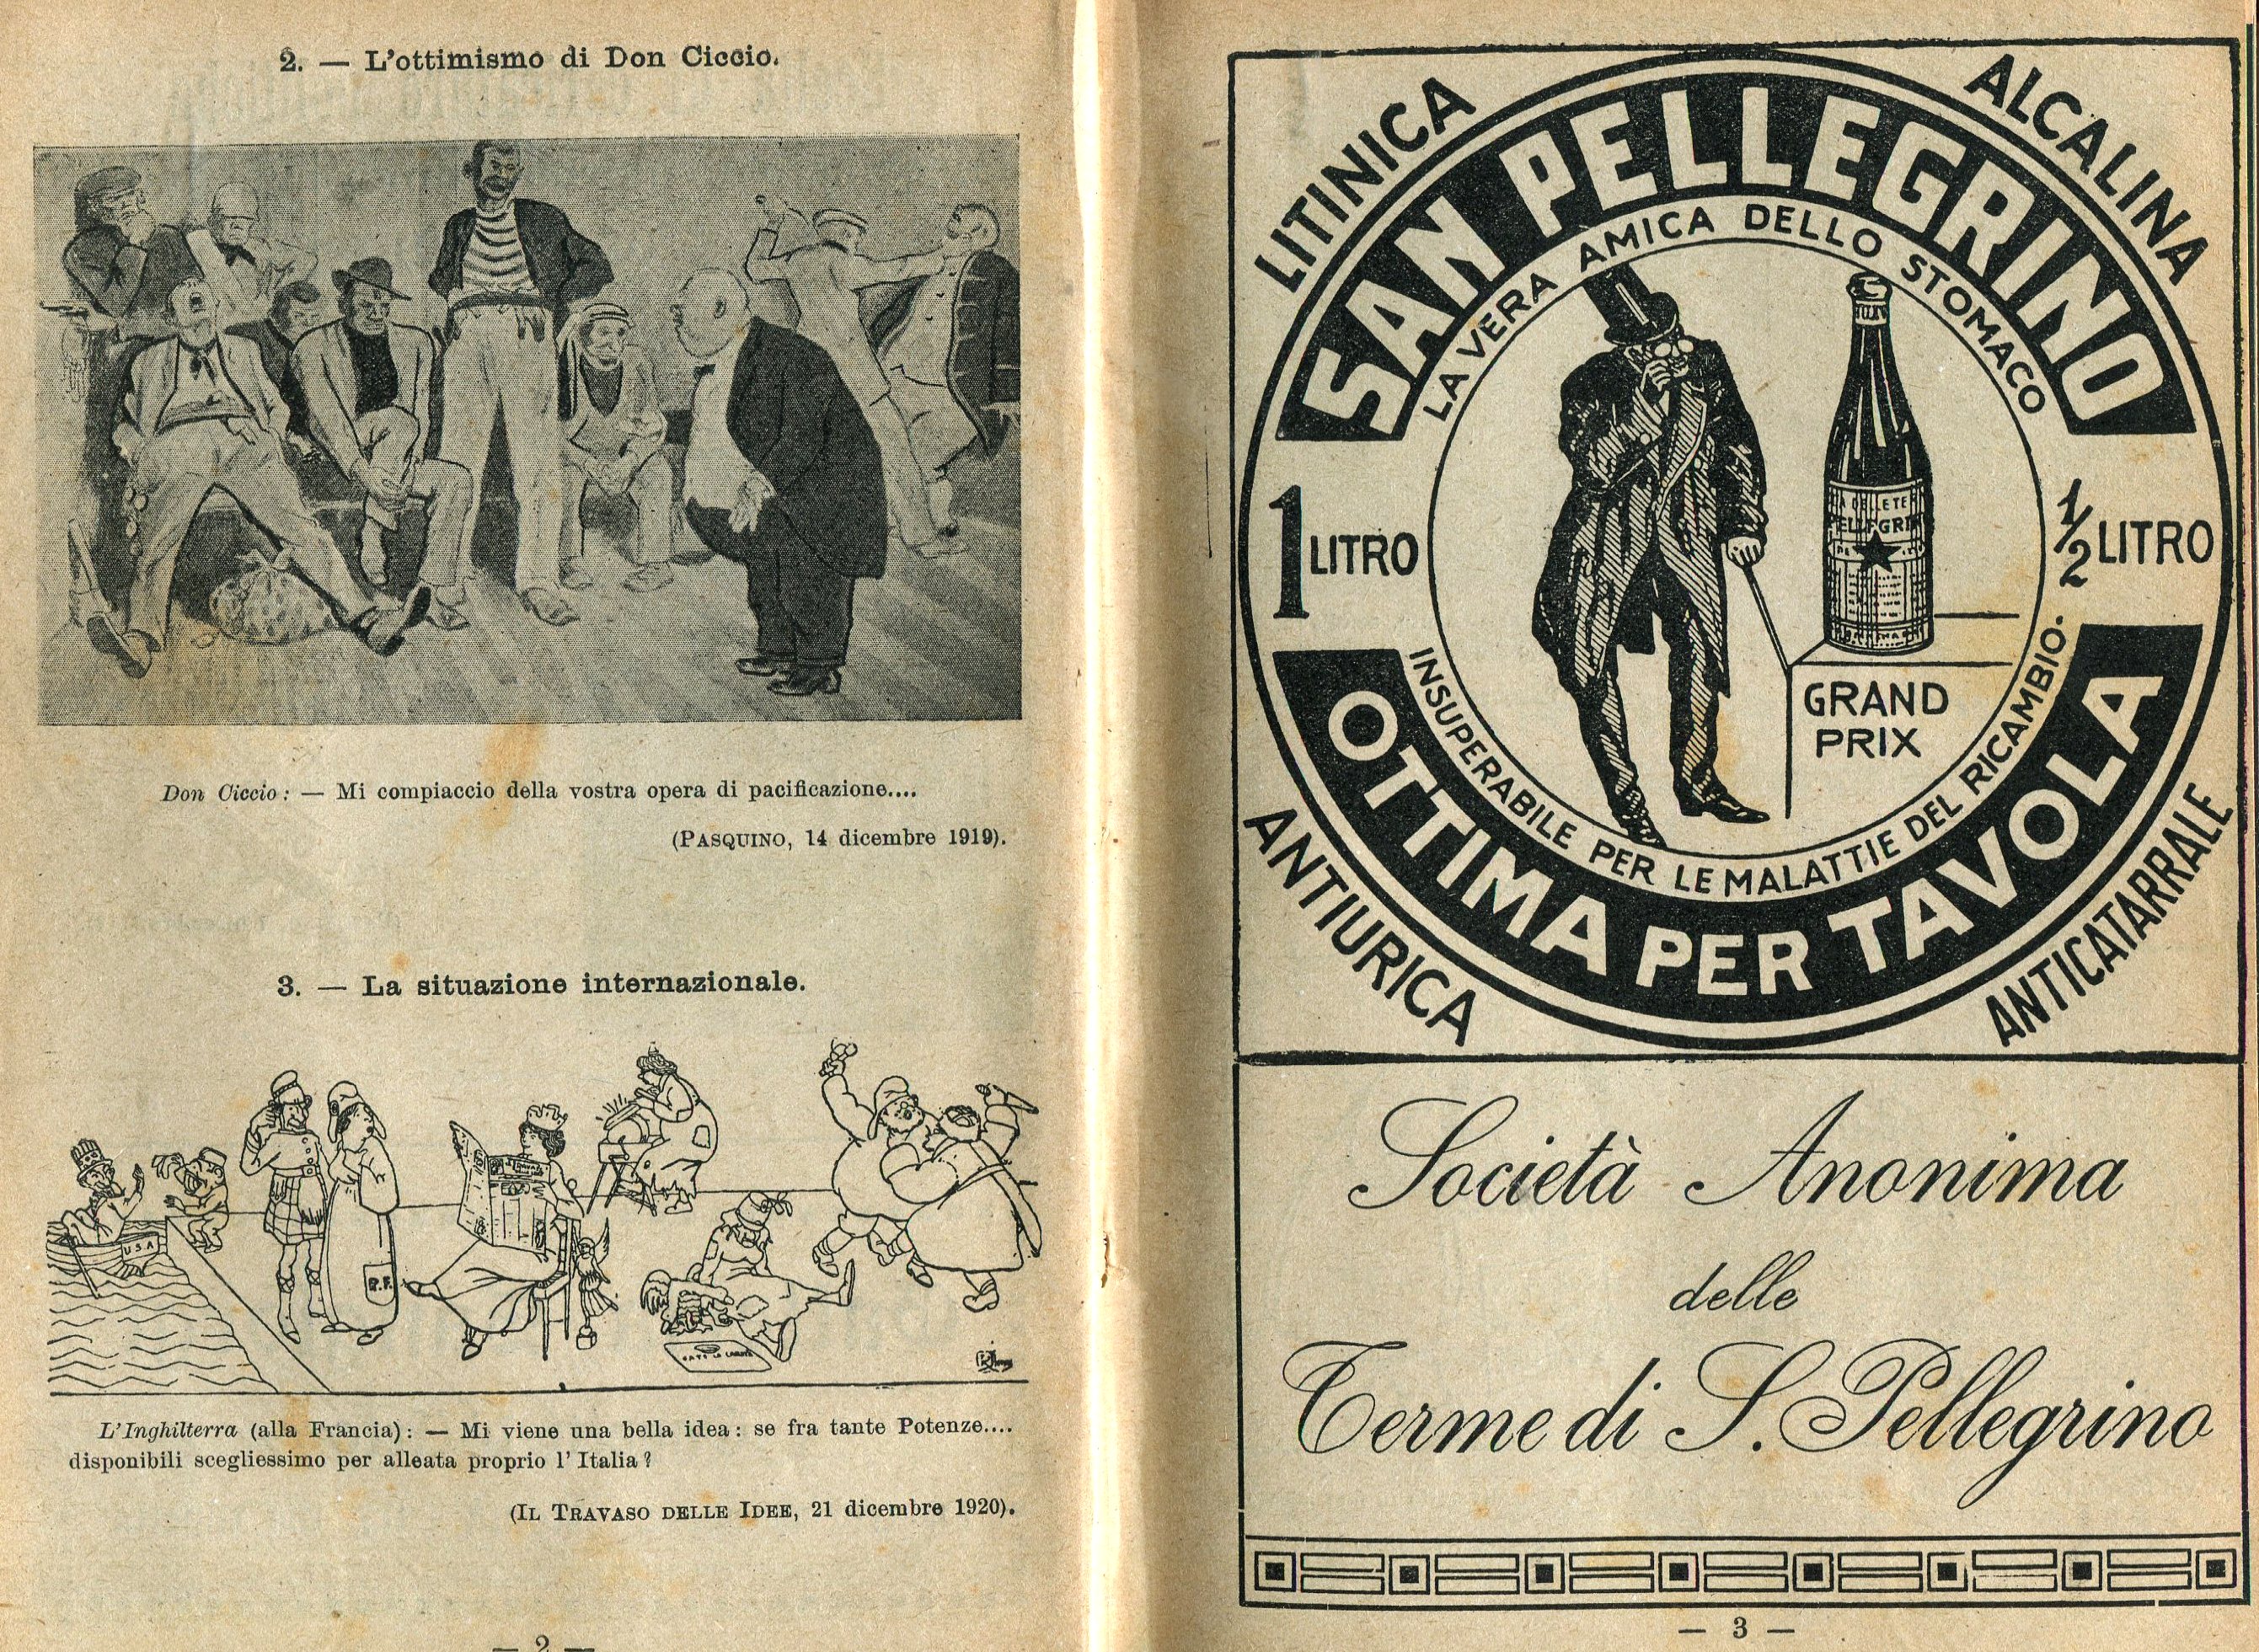 2. — L'ottimismo di Don Ciccio.
Don Ciccio: — Mi compiaccio della vostra opera di pacificazione....
(PASQUINO, 14 dicembre 1919).
3. — La situazione internazionale.
U.S.A
R.F.
L'Inghilterra (alla Francia): — Mi viene una bella idea: se fra tante Potenze....
disponibili scegliessimo per alleata proprio l'Italia?
(IL TRAVASO DELLE IDEE, 21 dicembre 1920).
— 2 —
LITINICA
ALCALINA
SAN PELLEGRINO
LA VERA AMICA DELLO STOMACO
1 LITRO
1/2 LITRO
GRAND
PRIX
INSUPERABILE PER LE MALATTIE DEL RICAMBIO.
OTTIMA PER TAVOLA
ANTIURICA
ANTICATARRALE
Società Anonima
delle
Terme di S. Pellegrino
— 3 —